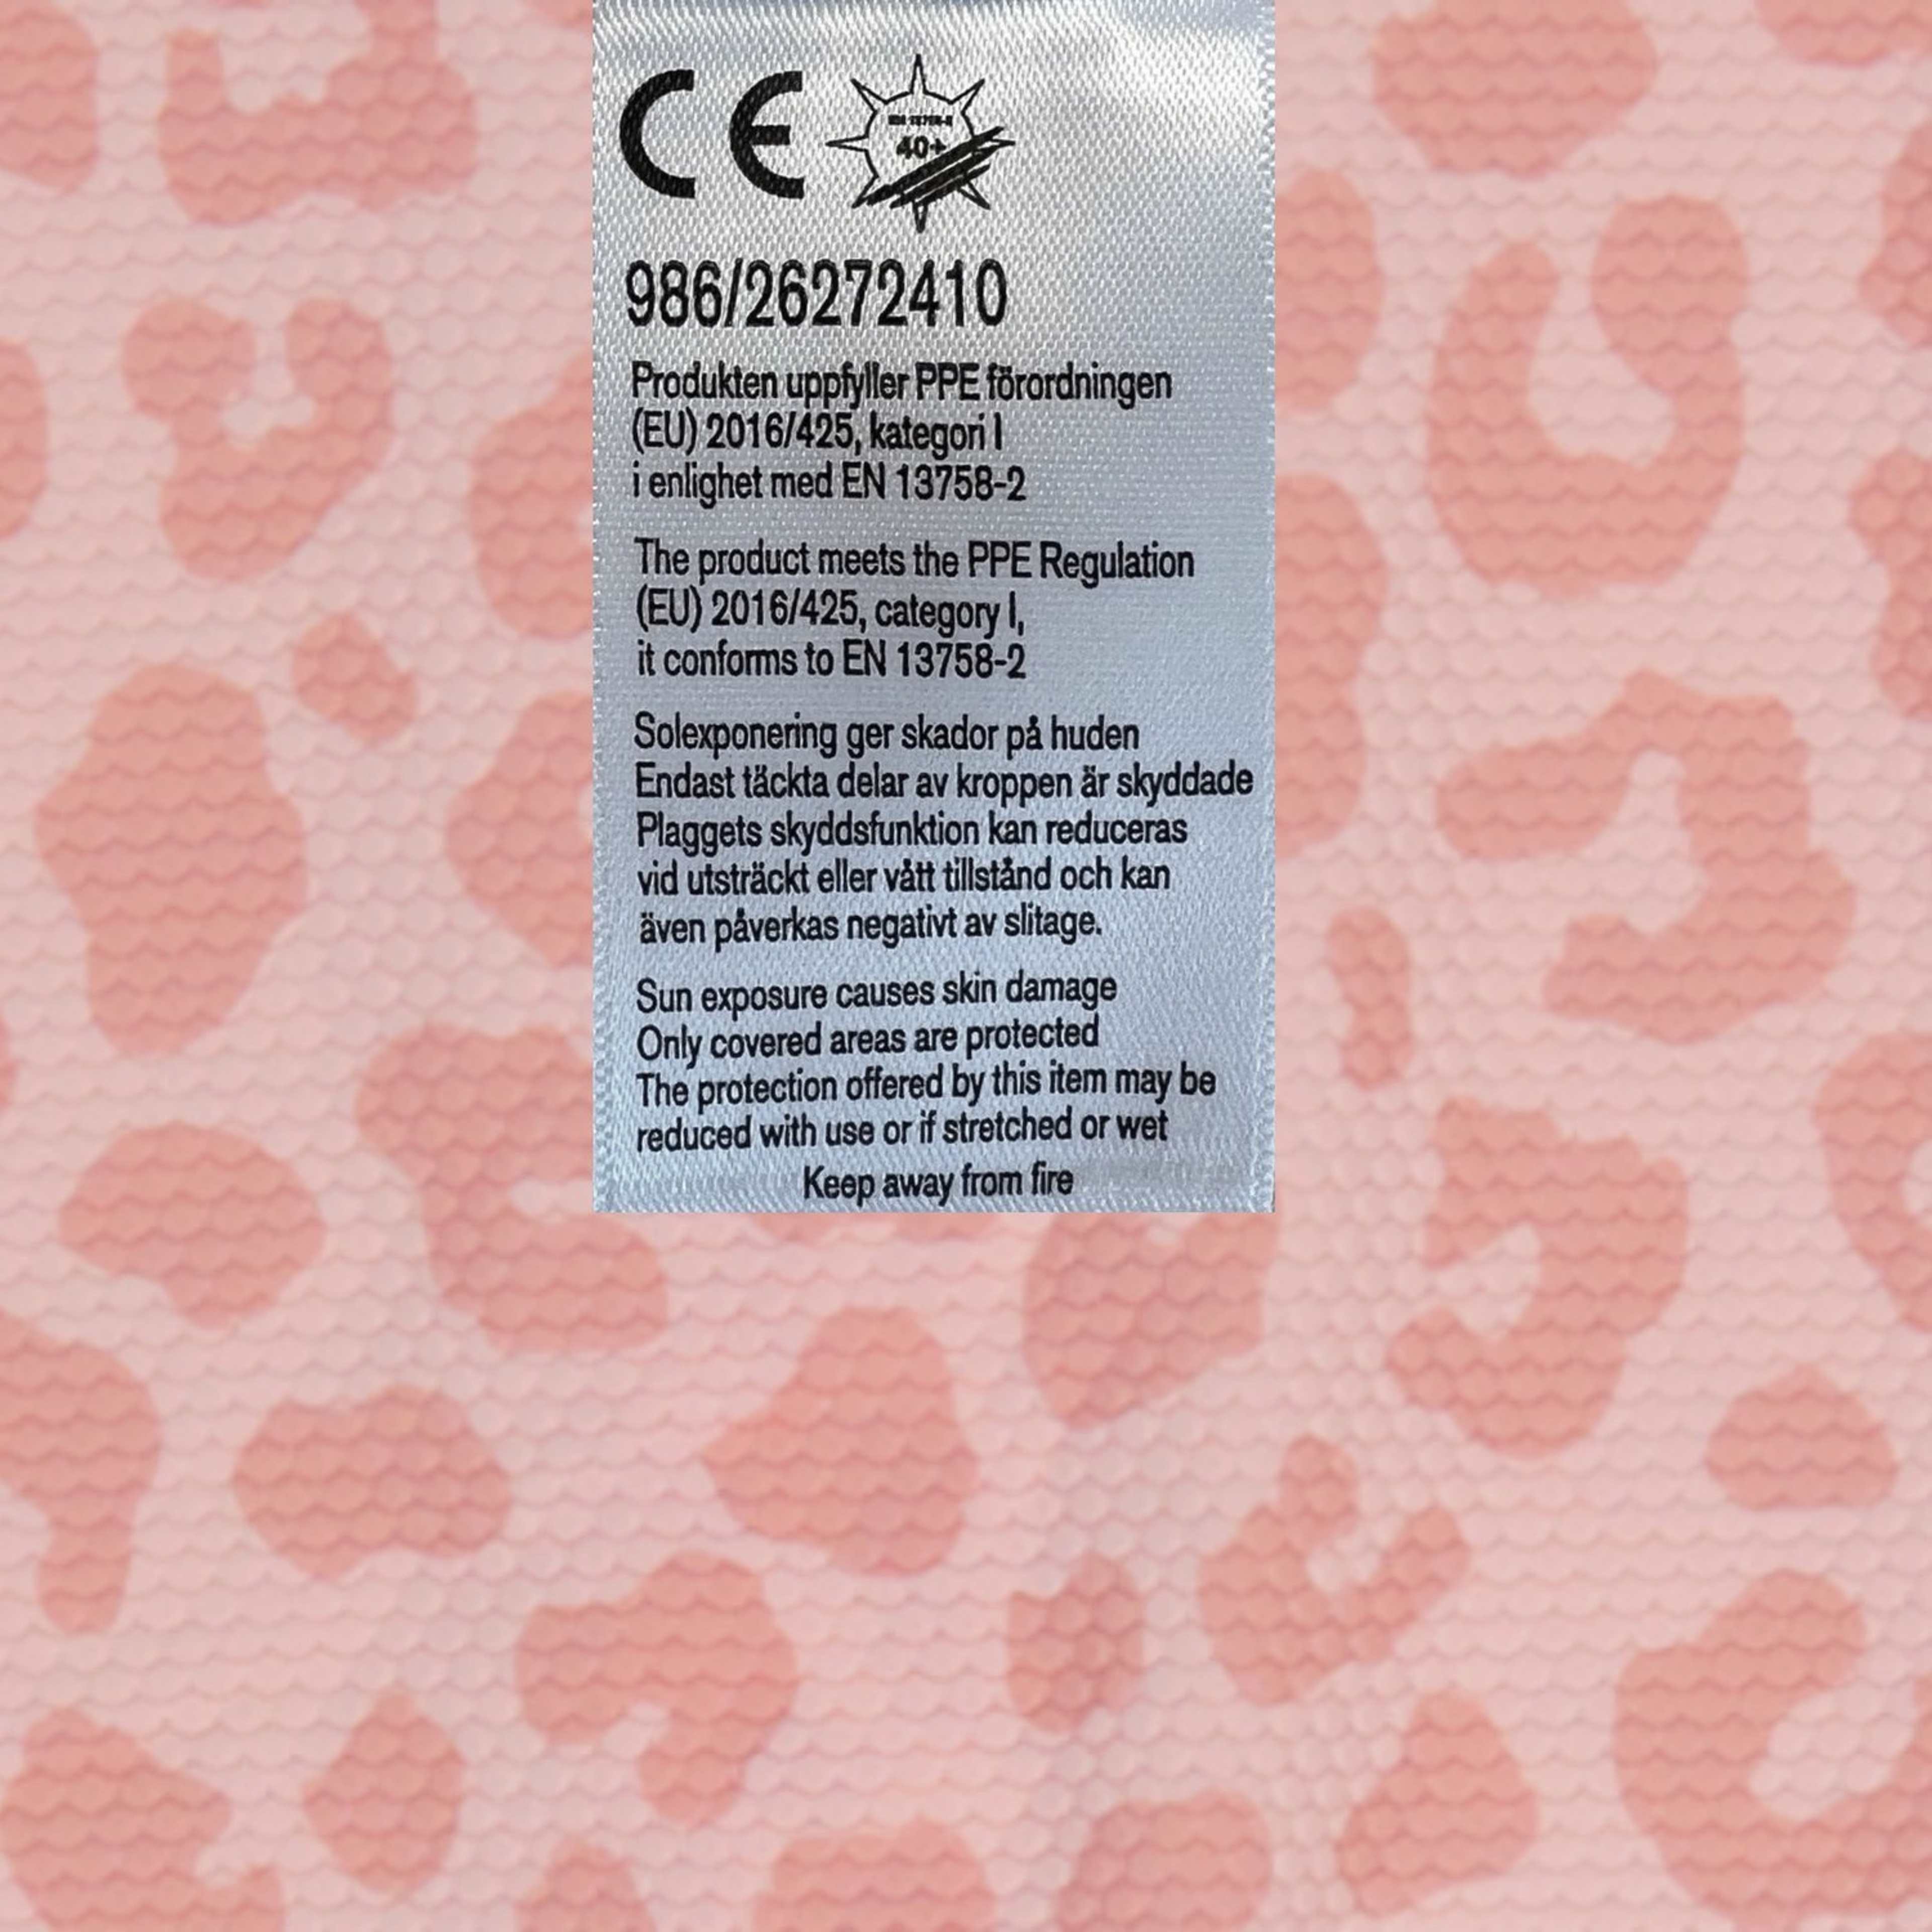 CE
EN 13758-2
40+
986/26272410
Produkten uppfyller PPE förordningen
(EU) 2016/425, kategori I
i enlighet med EN 13758-2
The product meets the PPE Regulation
(EU) 2016/425, category I,
it conforms to EN 13758-2
Solexponering ger skador på huden
Endast täckta delar av kroppen är skyddade
Plaggets skyddsfunktion kan reduceras
vid utsträckt eller vått tillstånd och kan
även påverkas negativt av slitage.
Sun exposure causes skin damage
Only covered areas are protected
The protection offered by this item may be
reduced with use or if stretched or wet
Keep away from fire